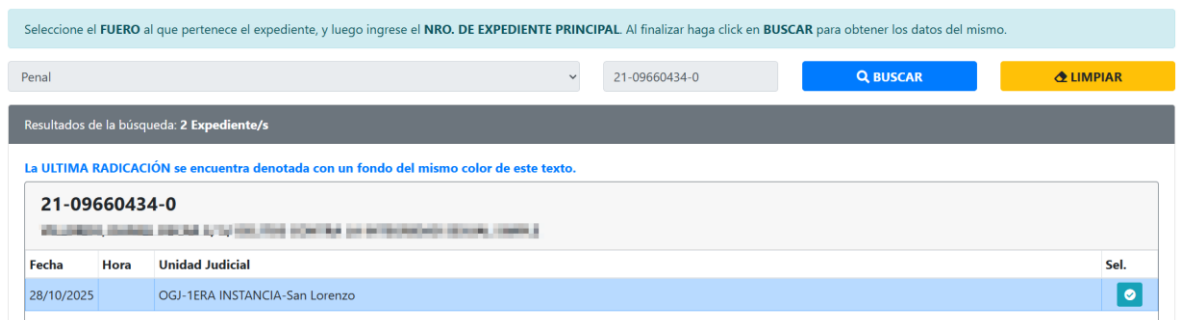 Seleccione el FUERO al que pertenece el expediente, y luego ingrese el NRO. DE EXPEDIENTE PRINCIPAL. Al finalizar haga click en BUSCAR para obtener los datos del mismo.
Penal 21-09660434-0 BUSCAR LIMPIAR
Resultados de la búsqueda: 2 Expediente/s
La ULTIMA RADICACIÓN se encuentra denotada con un fondo del mismo color de este texto.
21-09660434-0
Fecha Hora Unidad Judicial Sel.
28/10/2025 OGJ-1ERA INSTANCIA-San Lorenzo